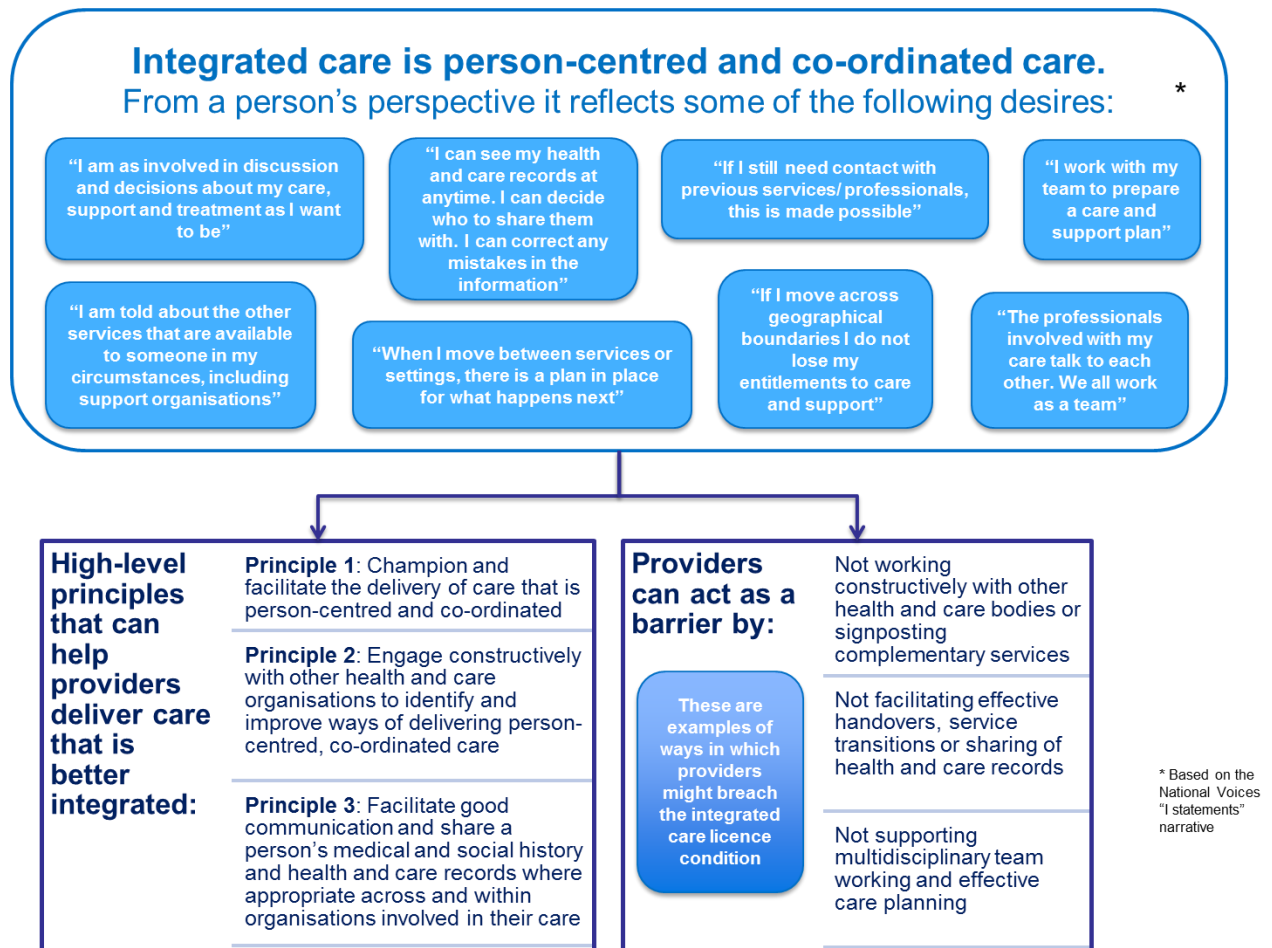 Integrated care is person-centred and co-ordinated care.
From a person’s perspective it reflects some of the following desires:
*
“I am as involved in discussion
and decisions about my care,
support and treatment as I want
to be”
“I can see my health
and care records at
anytime. I can decide
who to share them
with. I can correct any
mistakes in the
information”
“If I still need contact with
previous services/ professionals,
this is made possible”
“I work with my
team to prepare
a care and
support plan”
“I am told about the other
services that are available
to someone in my
circumstances, including
support organisations”
“When I move between services or
settings, there is a plan in place
for what happens next”
“If I move across
geographical
boundaries I do not
lose my
entitlements to care
and support”
“The professionals
involved with my
care talk to each
other. We all work
as a team”
High-level
principles
that can
help
providers
deliver care
that is
better
integrated:
Principle 1: Champion and
facilitate the delivery of care that is
person-centred and co-ordinated
Principle 2: Engage constructively
with other health and care
organisations to identify and
improve ways of delivering person-
centred, co-ordinated care
Principle 3: Facilitate good
communication and share a
person’s medical and social history
and health and care records where
appropriate across and within
organisations involved in their care
Providers
can act as a
barrier by:
These are
examples of
ways in which
providers
might breach
the integrated
care licence
condition
Not working
constructively with other
health and care bodies or
signposting
complementary services
Not facilitating effective
handovers, service
transitions or sharing of
health and care records
Not supporting
multidisciplinary team
working and effective
care planning
* Based on the
National Voices
“I statements”
narrative